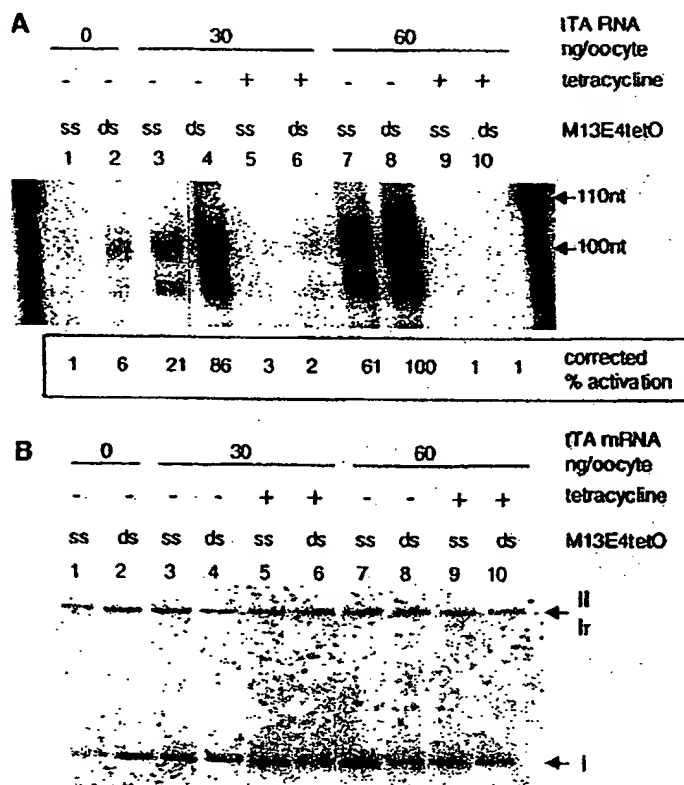 A
0 30 60 tTA RNA
ng/oocyte
- - - - + + - - + + tetracycline
ss ds ss ds ss ds ss ds ss ds M13E4tetO
1 2 3 4 5 6 7 8 9 10
110nt
100nt
1 6 21 86 3 2 61 100 1 1 corrected
% activation
B
0 30 60 tTA mRNA
ng/oocyte
- - - - + + - - + + tetracycline
ss ds ss ds ss ds ss ds ss ds M13E4tetO
1 2 3 4 5 6 7 8 9 10
II
Ir
I